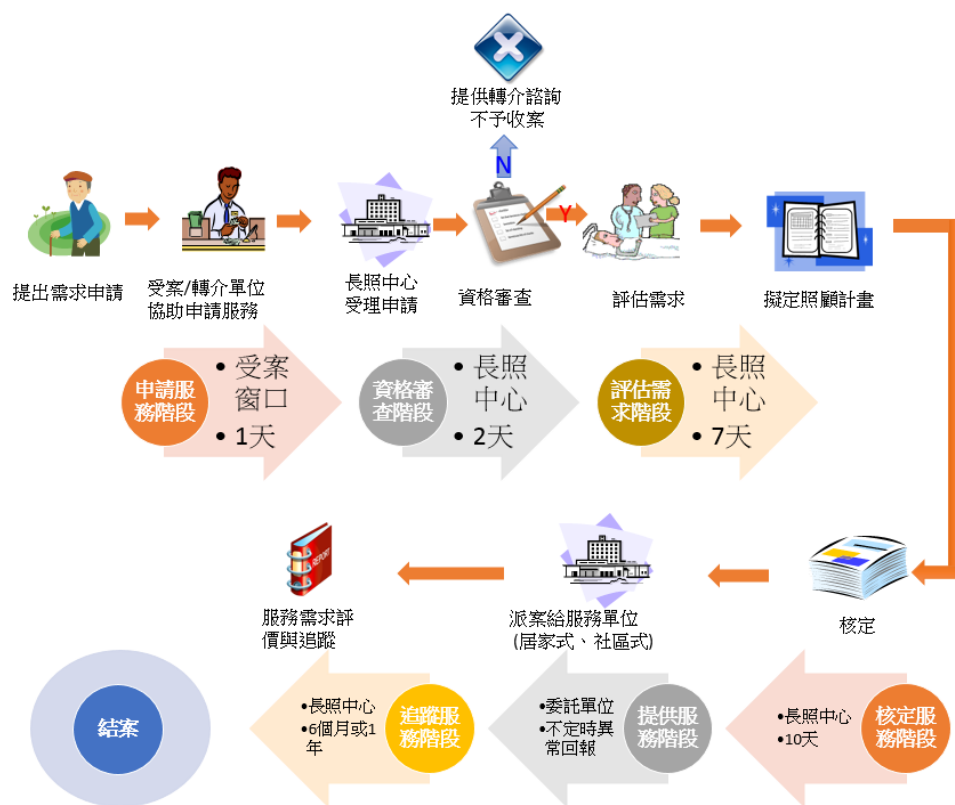 提供轉介諮詢
不予收案
N
Y
提出需求申請
受案/轉介單位
協助申請服務
長照中心
受理申請
資格審查
評估需求
擬定照顧計畫
申請服
務階段
• 受案
窗口
• 1天
資格審
查階段
• 長照
中心
• 2天
評估需
求階段
• 長照
中心
• 7天
REPORT
服務需求評
價與追蹤
派案給服務單位
(居家式、社區式)
核定
結案
•長照中心
•6個月或1
年
追蹤服
務階段
•委託單位
•不定時異
常回報
提供服
務階段
•長照中心
•10天
核定服
務階段